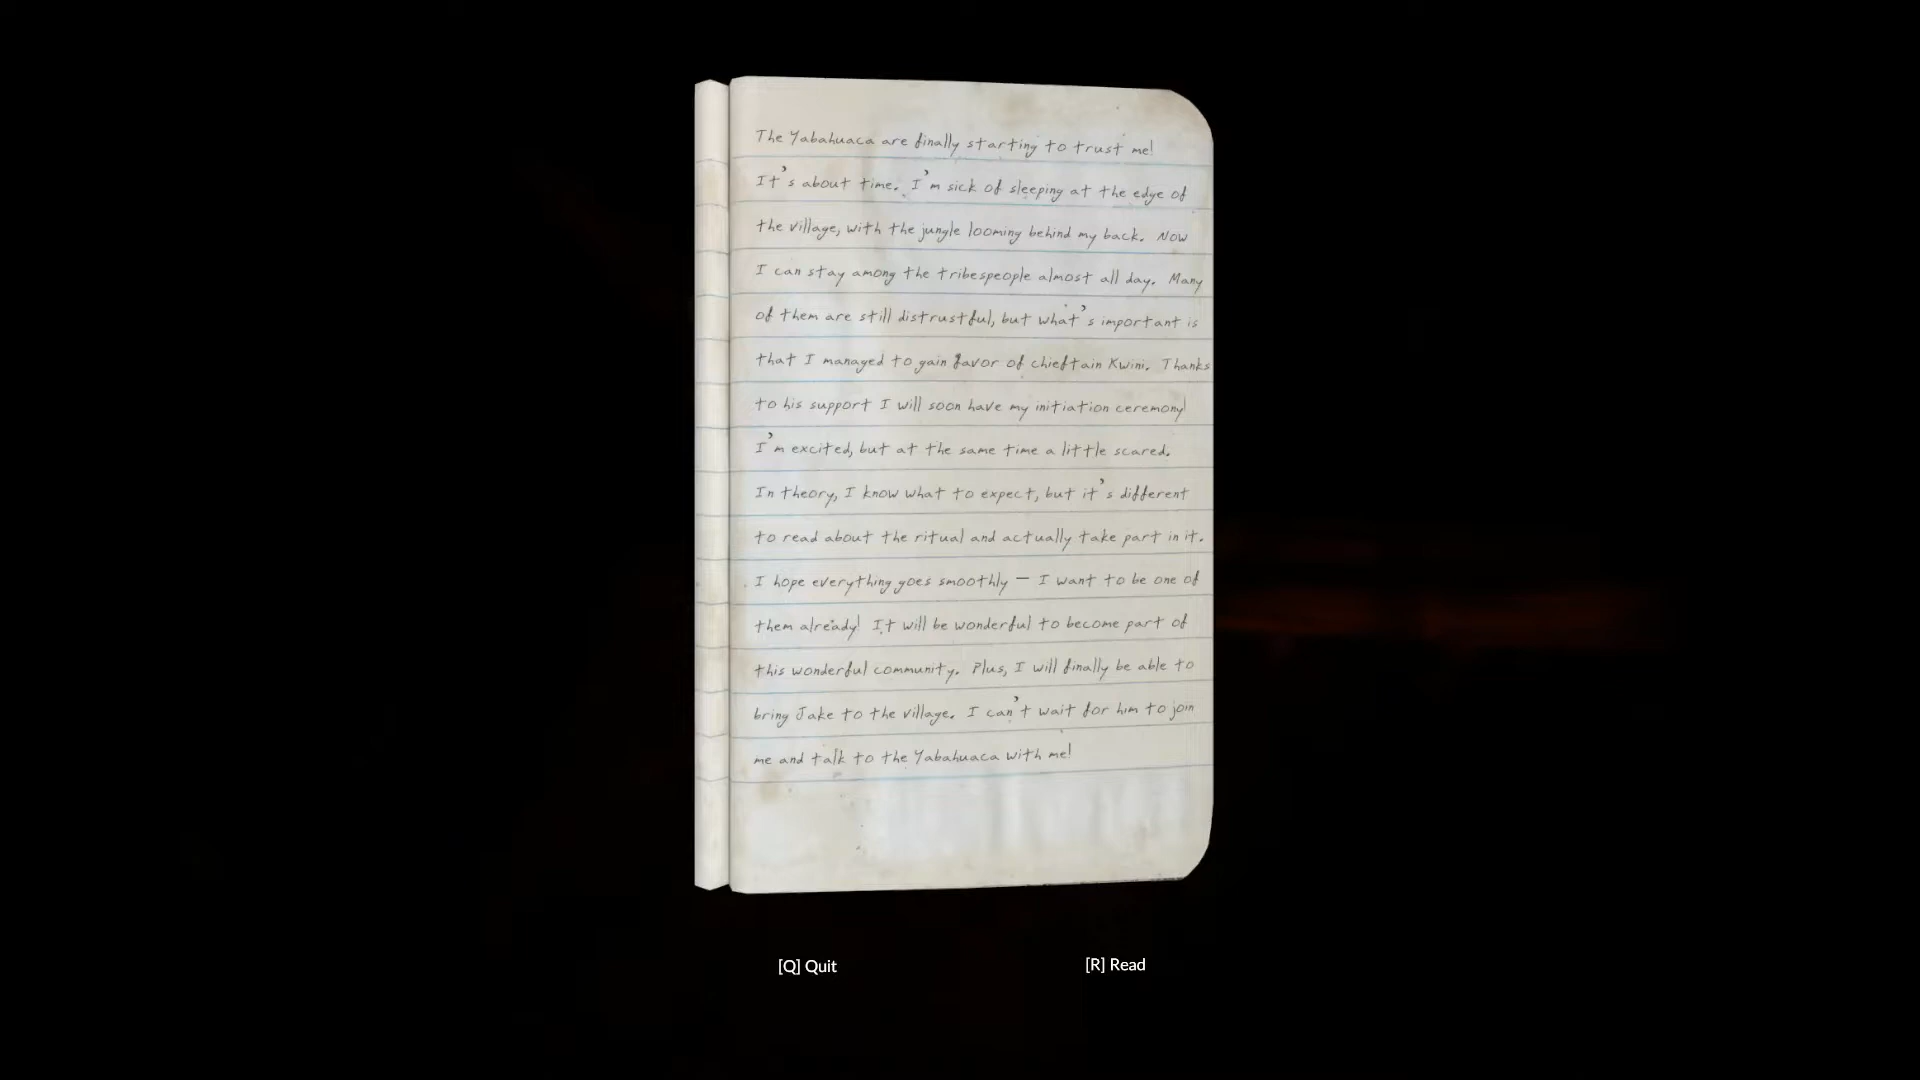 The Yabahuaca are finally starting to trust me!
It's about time. I'm sick of sleeping at the edge of
the village, with the jungle looming behind my back. Now
I can stay among the tribespeople almost all day. Many
of them are still distrustful, but what's important is
that I managed to gain favor of chieftain Kwini. Thanks
to his support I will soon have my initiation ceremony!
I'm excited, but at the same time a little scared.
In theory, I know what to expect, but it's different
to read about the ritual and actually take part in it.
I hope everything goes smoothly – I want to be one of
them already! It will be wonderful to become part of
this wonderful community. Plus, I will finally be able to
bring Jake to the village. I can't wait for him to join
me and talk to the Yabahuaca with me!
[Q] Quit
[R] Read